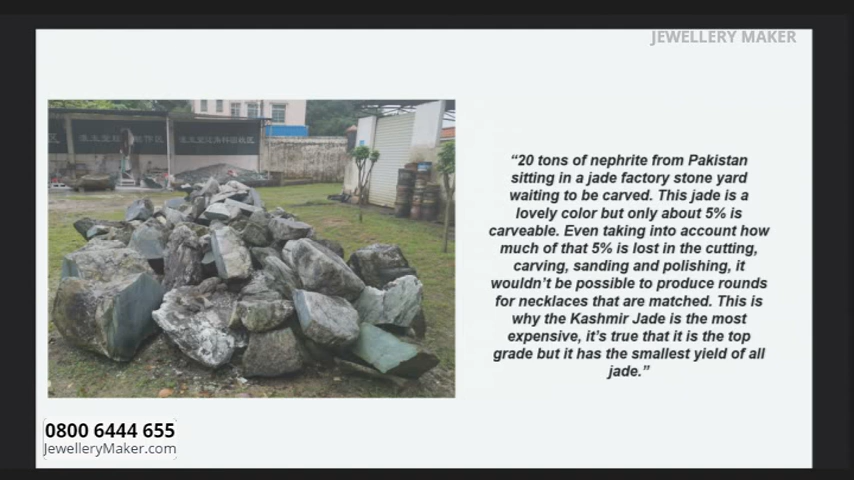 JEWELLERY MAKER
“20 tons of nephrite from Pakistan
sitting in a jade factory stone yard
waiting to be carved. This jade is a
lovely color but only about 5% is
carveable. Even taking into account how
much of that 5% is lost in the cutting,
carving, sanding and polishing, it
wouldn’t be possible to produce rounds
for necklaces that are matched. This is
why the Kashmir Jade is the most
expensive, it’s true that it is the top
grade but it has the smallest yield of all
jade.”
0800 6444 655
JewelleryMaker.com